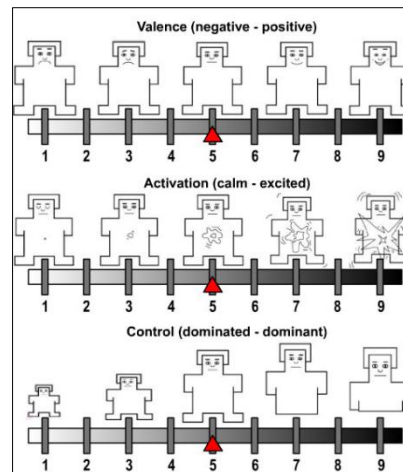 Valence (negative - positive)
1 2 3 4 5 6 7 8 9
Activation (calm - excited)
1 2 3 4 5 6 7 8 9
Control (dominated - dominant)
1 2 3 4 5 6 7 8 9